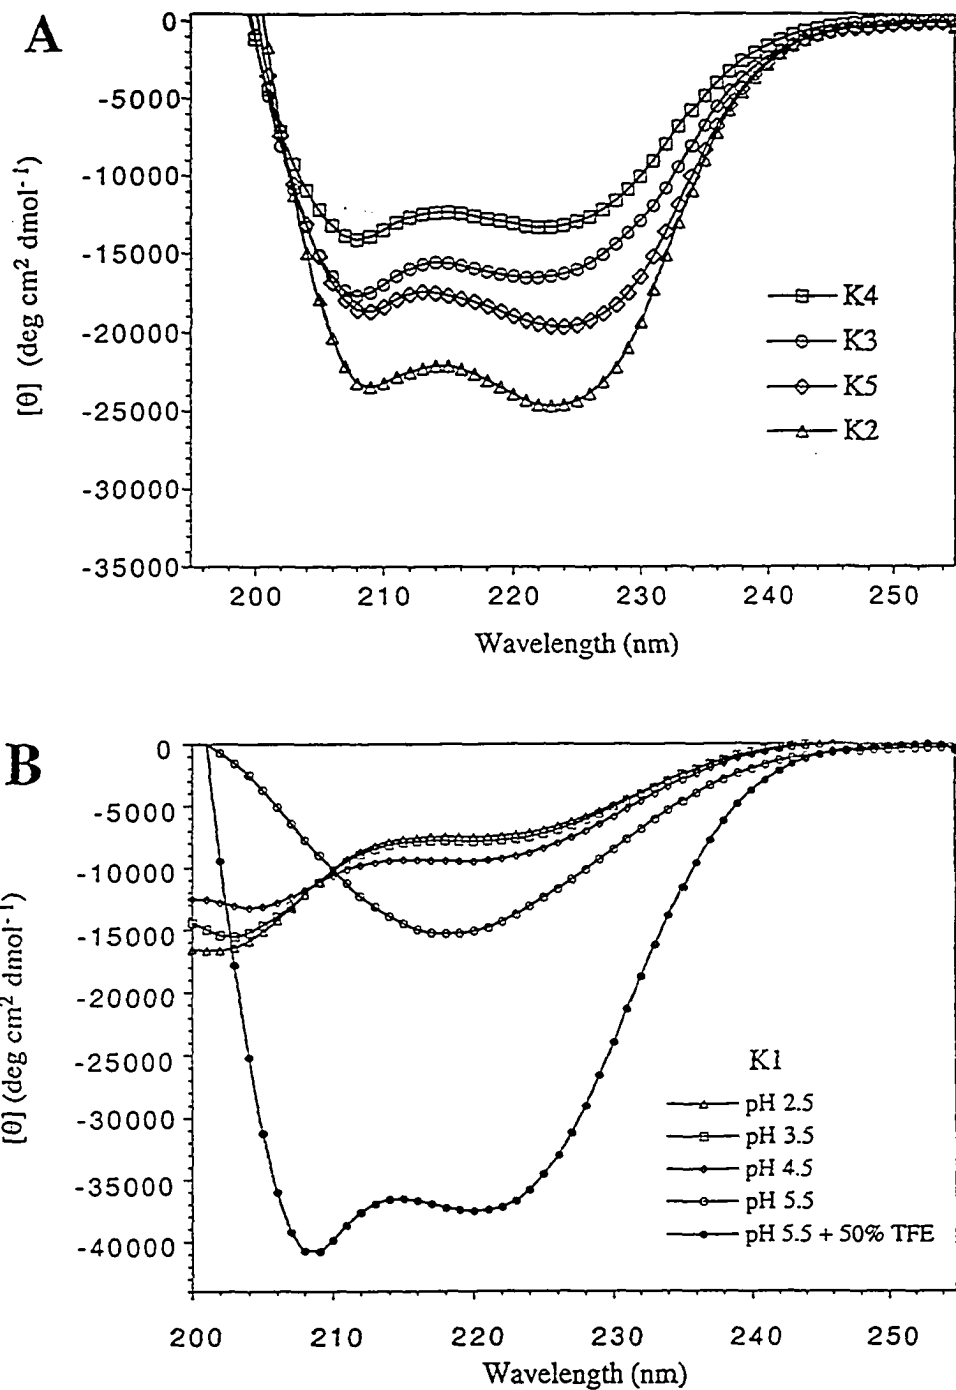 A
0
-5000
-10000
-15000
-20000
-25000
-30000
-35000
[θ] (deg cm² dmol⁻¹)
K4
K3
K5
K2
200 210 220 230 240 250
Wavelength (nm)
B
0
-5000
-10000
-15000
-20000
-25000
-30000
-35000
-40000
[θ] (deg cm² dmol⁻¹)
K1
pH 2.5
pH 3.5
pH 4.5
pH 5.5
pH 5.5 + 50% TFE
200 210 220 230 240 250
Wavelength (nm)